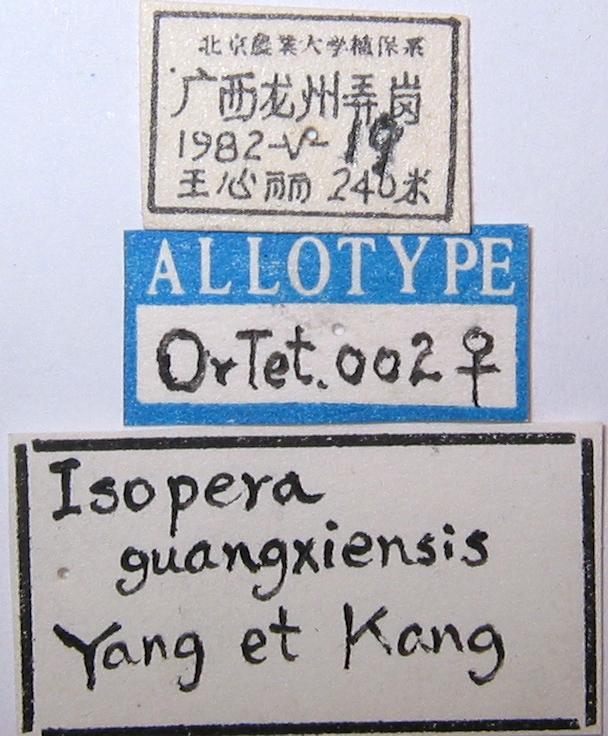 北京農業大学植保系
广西龙州弄岗
1982-V-19
王心丽 240米
ALLOTYPE
OrTet.002♀
Isopera
guangxiensis
Yang et Kang